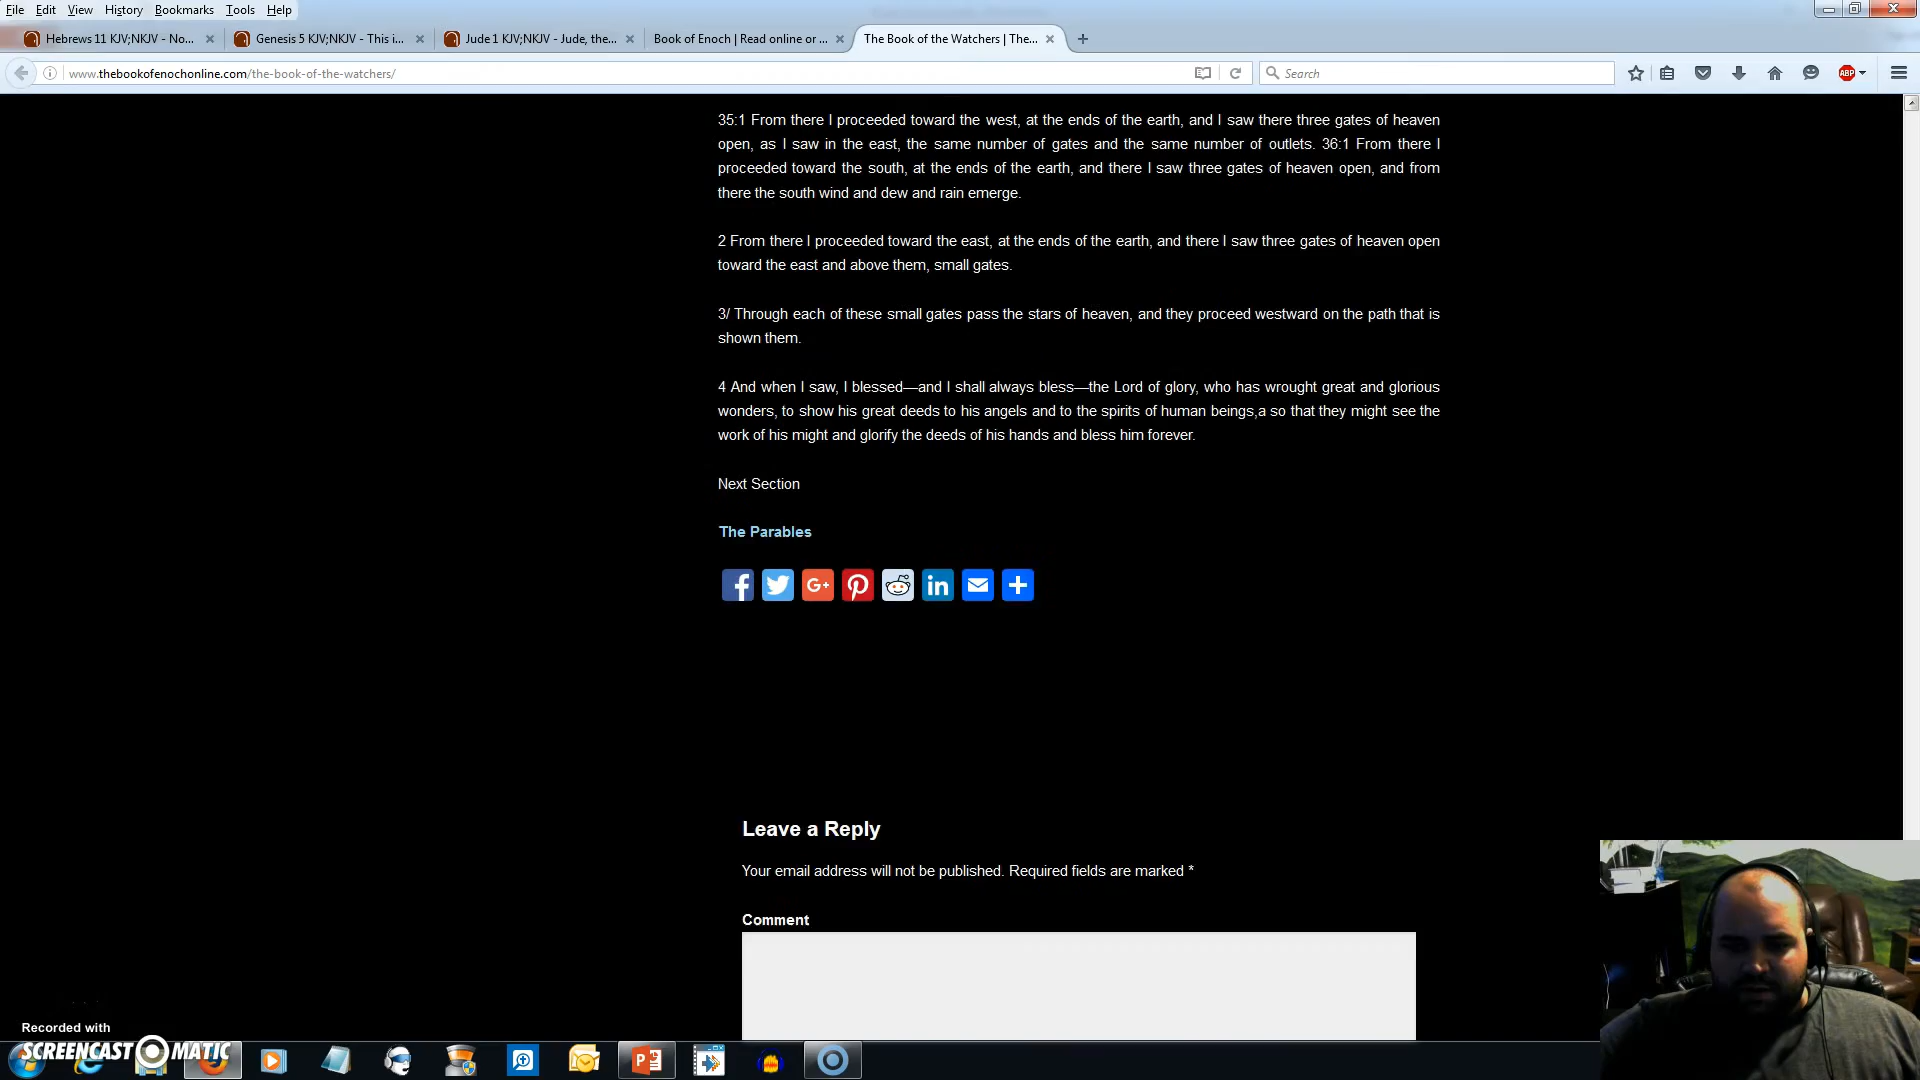 File Edit View History Bookmarks Tools Help
Hebrews 11 KJV;NKJV - No... Genesis 5 KJV;NKJV - This i... Jude 1 KJV;NKJV - Jude, the... Book of Enoch | Read online or ... The Book of the Watchers | The...
www.thebookofenochonline.com/the-book-of-the-watchers/ Search ABP
35:1 From there I proceeded toward the west, at the ends of the earth, and I saw there three gates of heaven
open, as I saw in the east, the same number of gates and the same number of outlets. 36:1 From there I
proceeded toward the south, at the ends of the earth, and there I saw three gates of heaven open, and from
there the south wind and dew and rain emerge.
2 From there I proceeded toward the east, at the ends of the earth, and there I saw three gates of heaven open
toward the east and above them, small gates.
3/ Through each of these small gates pass the stars of heaven, and they proceed westward on the path that is
shown them.
4 And when I saw, I blessed—and I shall always bless—the Lord of glory, who has wrought great and glorious
wonders, to show his great deeds to his angels and to the spirits of human beings,a so that they might see the
work of his might and glorify the deeds of his hands and bless him forever.
Next Section
The Parables
Leave a Reply
Your email address will not be published. Required fields are marked *
Comment
Recorded with
SCREENCAST MATIC